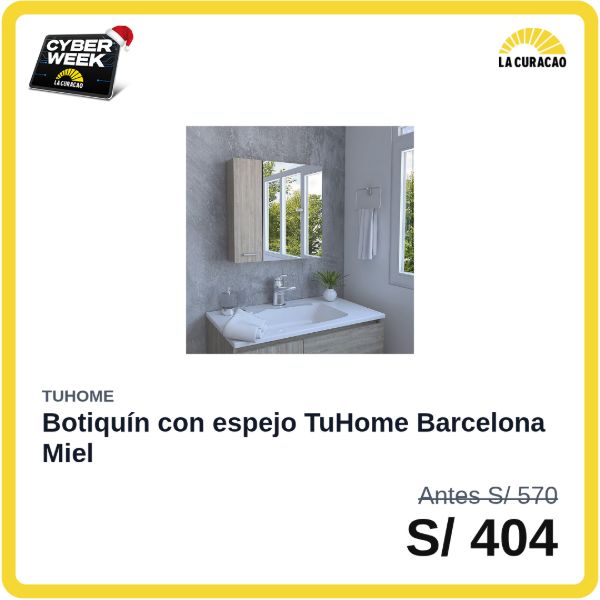 CYBER
WEEK
LA CURACAO
LA CURACAO
TUHOME
Botiquín con espejo TuHome Barcelona
Miel
Antes S/ 570
S/ 404